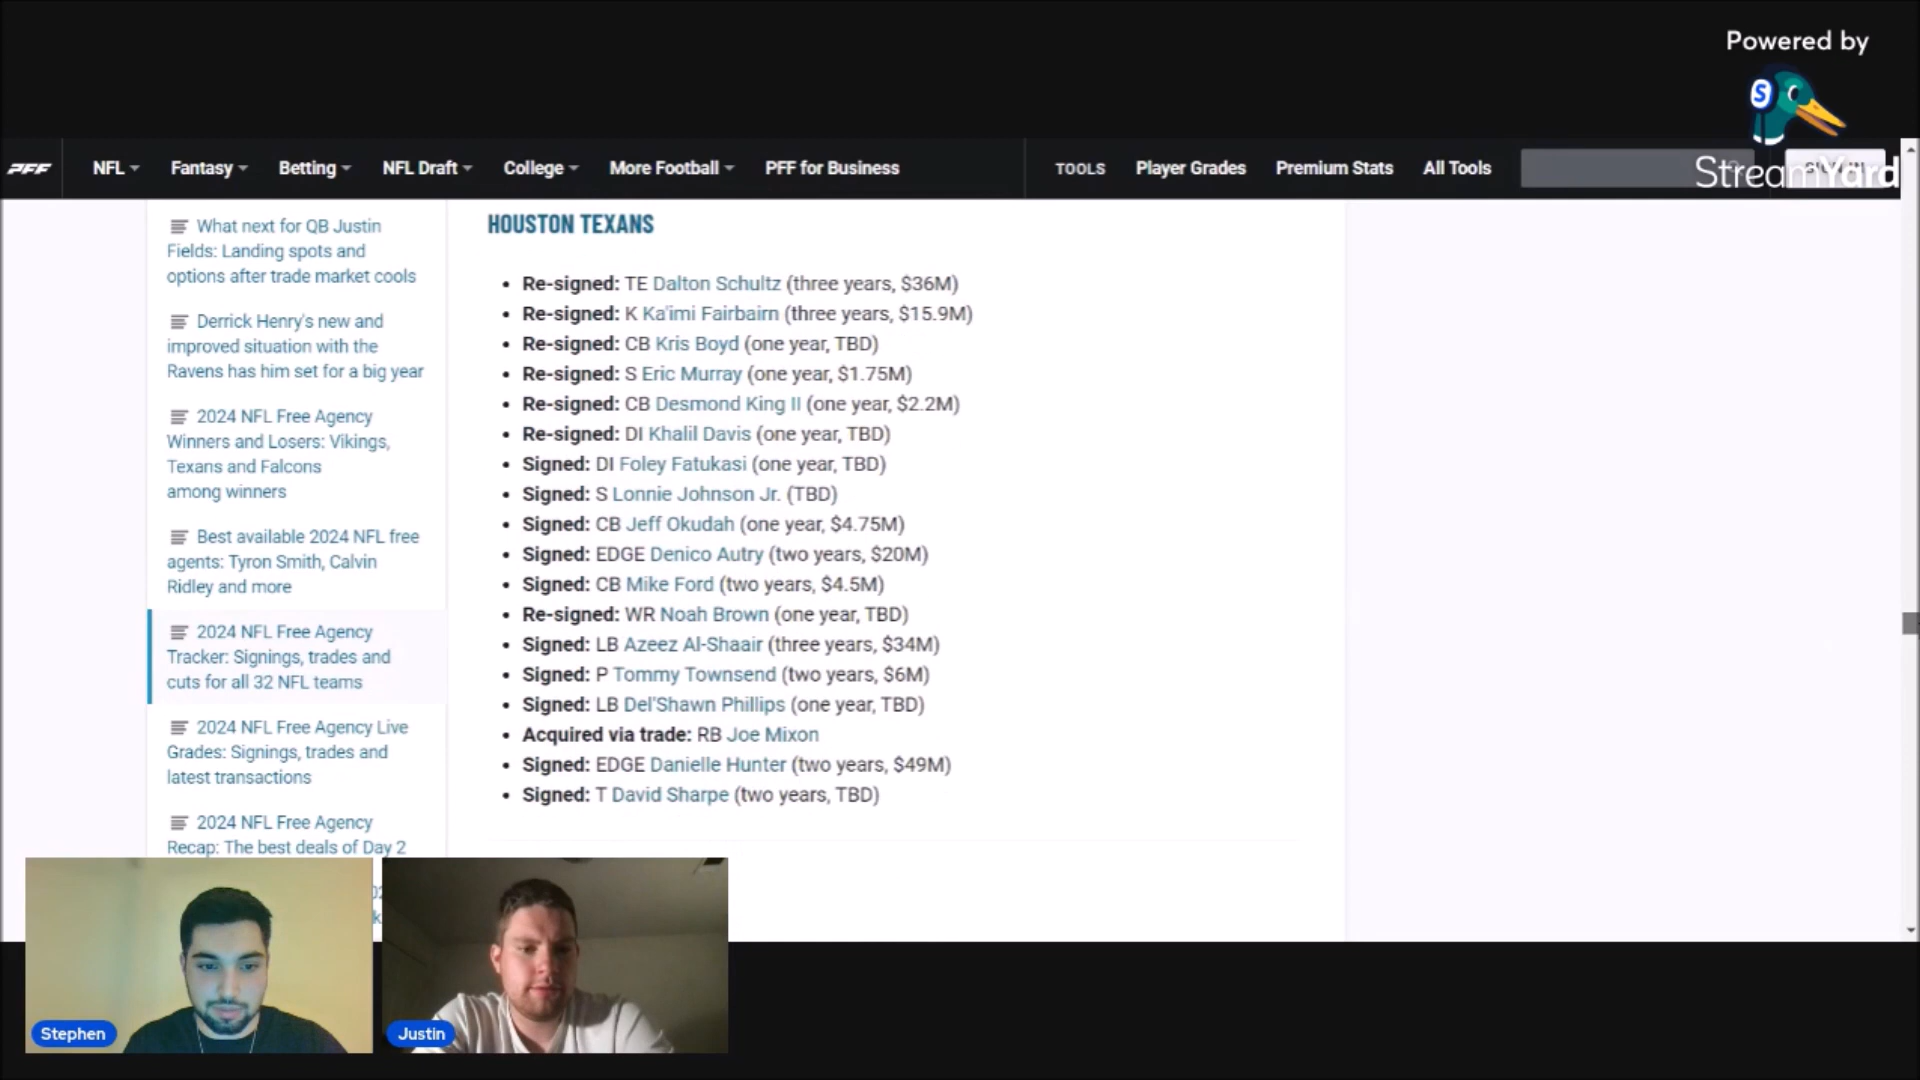 Powered by
StreamYard
PFF
NFL
Fantasy
Betting
NFL Draft
College
More Football
PFF for Business
TOOLS
Player Grades
Premium Stats
All Tools
What next for QB Justin
Fields: Landing spots and
options after trade market cools
Derrick Henry's new and
improved situation with the
Ravens has him set for a big year
2024 NFL Free Agency
Winners and Losers: Vikings,
Texans and Falcons
among winners
Best available 2024 NFL free
agents: Tyron Smith, Calvin
Ridley and more
2024 NFL Free Agency
Tracker: Signings, trades and
cuts for all 32 NFL teams
2024 NFL Free Agency Live
Grades: Signings, trades and
latest transactions
2024 NFL Free Agency
Recap: The best deals of Day 2
HOUSTON TEXANS
• Re-signed: TE Dalton Schultz (three years, $36M)
• Re-signed: K Ka'imi Fairbairn (three years, $15.9M)
• Re-signed: CB Kris Boyd (one year, TBD)
• Re-signed: S Eric Murray (one year, $1.75M)
• Re-signed: CB Desmond King II (one year, $2.2M)
• Re-signed: DI Khalil Davis (one year, TBD)
• Signed: DI Foley Fatukasi (one year, TBD)
• Signed: S Lonnie Johnson Jr. (TBD)
• Signed: CB Jeff Okudah (one year, $4.75M)
• Signed: EDGE Denico Autry (two years, $20M)
• Signed: CB Mike Ford (two years, $4.5M)
• Re-signed: WR Noah Brown (one year, TBD)
• Signed: LB Azeez Al-Shaair (three years, $34M)
• Signed: P Tommy Townsend (two years, $6M)
• Signed: LB Del'Shawn Phillips (one year, TBD)
• Acquired via trade: RB Joe Mixon
• Signed: EDGE Danielle Hunter (two years, $49M)
• Signed: T David Sharpe (two years, TBD)
Stephen
Justin